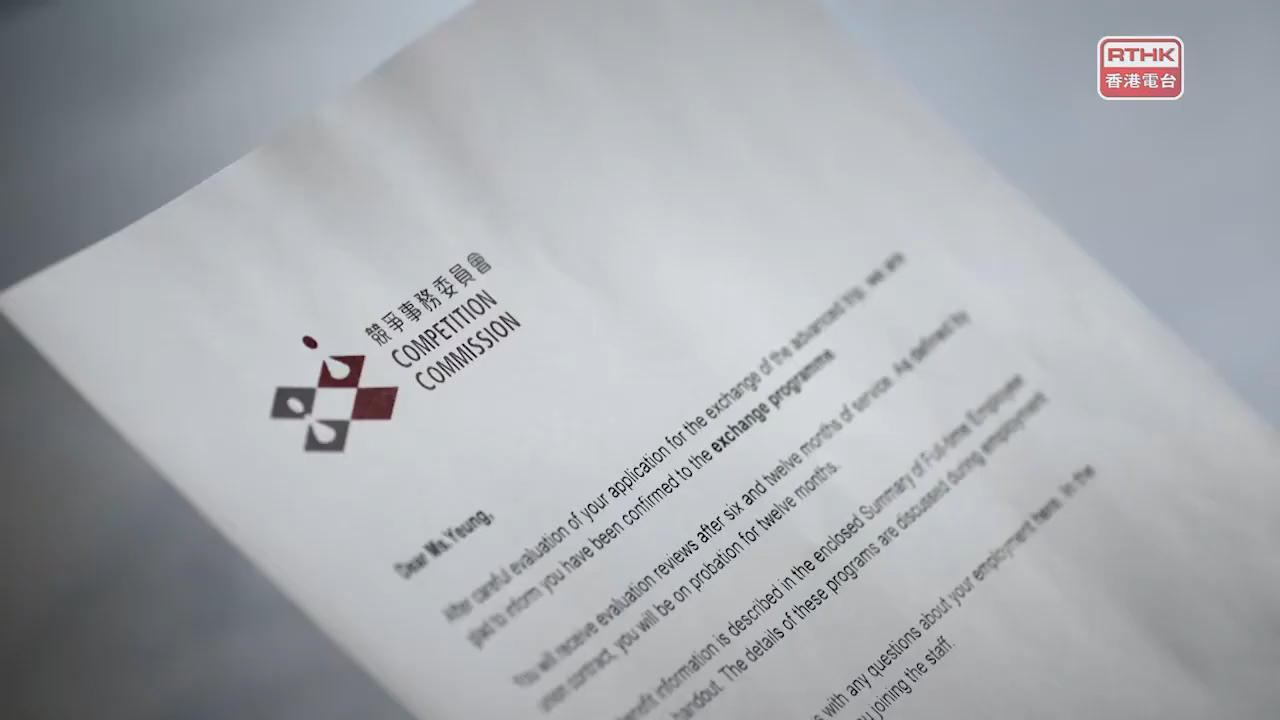 RTHK
香港電台
競爭事務委員會
COMPETITION
COMMISSION
Dear Ms. Yeung,
After careful evaluation of your application for the exchange of the advanced trip, we are
glad to inform you have been confirmed to the exchange programme
You will receive evaluation reviews after six and twelve months of service. As defined by
union contract, you will be on probation for twelve months.
benefit information is described in the enclosed Summary of Full-time Employee
handout. The details of these programs are discussed during employment
with any questions about your employment here. In the
joining the staff.